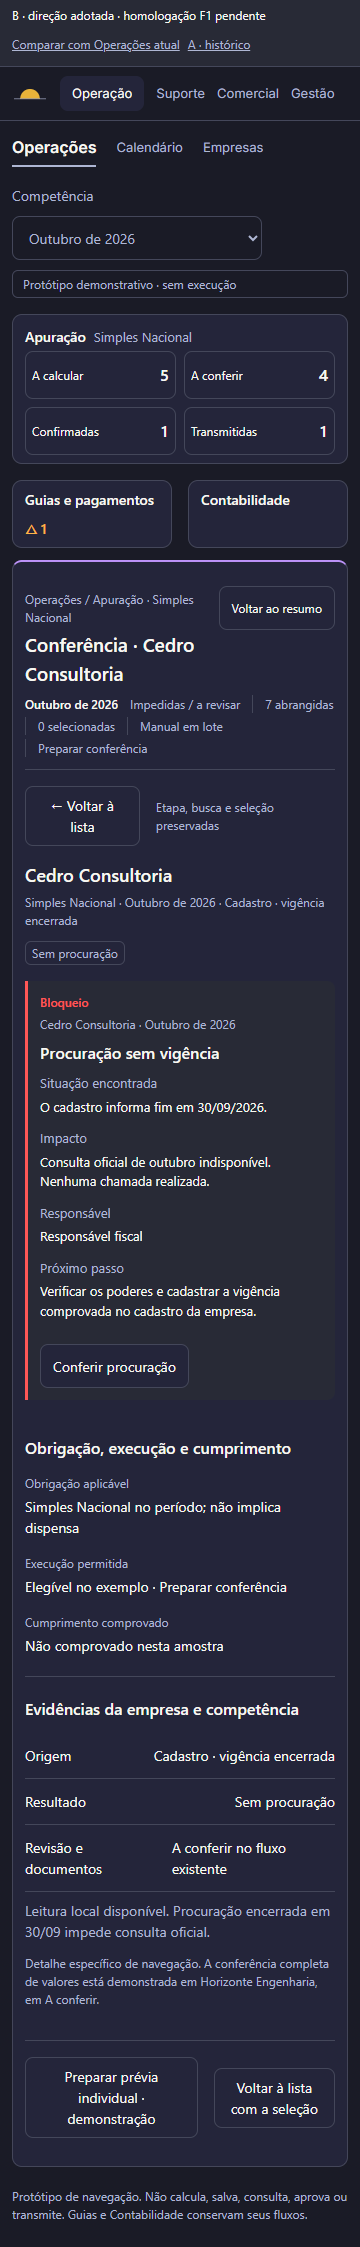 B · direção adotada · homologação F1 pendente
Comparar com Operações atual A · histórico
Operação Suporte Comercial Gestão
Operações Calendário Empresas
Competência
Outubro de 2026
Protótipo demonstrativo · sem execução
Apuração Simples Nacional
A calcular 5 A conferir 4
Confirmadas 1 Transmitidas 1
Guias e pagamentos Contabilidade
△ 1
Operações / Apuração · Simples
Nacional
Voltar ao resumo
Conferência · Cedro
Consultoria
Outubro de 2026 Impedidas / a revisar 7 abrangidas
0 selecionadas Manual em lote
Preparar conferência
← Voltar à
lista
Etapa, busca e seleção
preservadas
Cedro Consultoria
Simples Nacional · Outubro de 2026 · Cadastro · vigência
encerrada
Sem procuração
Bloqueio
Cedro Consultoria · Outubro de 2026
Procuração sem vigência
Situação encontrada
O cadastro informa fim em 30/09/2026.
Impacto
Consulta oficial de outubro indisponível.
Nenhuma chamada realizada.
Responsável
Responsável fiscal
Próximo passo
Verificar os poderes e cadastrar a vigência
comprovada no cadastro da empresa.
Conferir procuração
Obrigação, execução e cumprimento
Obrigação aplicável
Simples Nacional no período; não implica
dispensa
Execução permitida
Elegível no exemplo · Preparar conferência
Cumprimento comprovado
Não comprovado nesta amostra
Evidências da empresa e competência
Origem Cadastro · vigência encerrada
Resultado Sem procuração
Revisão e
documentos
A conferir no fluxo
existente
Leitura local disponível. Procuração encerrada em
30/09 impede consulta oficial.
Detalhe específico de navegação. A conferência completa
de valores está demonstrada em Horizonte Engenharia,
em A conferir.
Preparar prévia
individual ·
demonstração
Voltar à lista
com a seleção
Protótipo de navegação. Não calcula, salva, consulta, aprova ou
transmite. Guias e Contabilidade conservam seus fluxos.